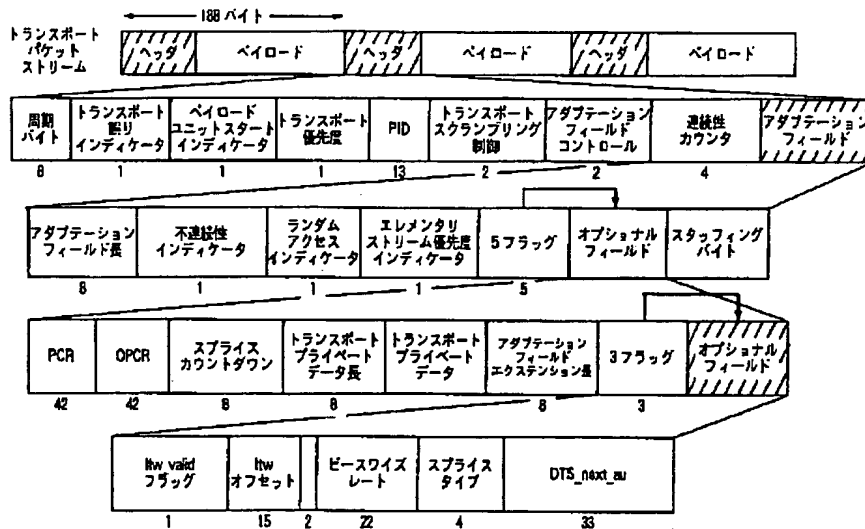 188 バイト
トランスポート
パケット
ストリーム
ヘッダ
ペイロード
ヘッダ
ペイロード
ヘッダ
ペイロード
周期
バイト
トランスポート
誤り
インディケータ
ペイロード
ユニットスタート
インディケータ
トランスポート
優先度
PID
トランスポート
スクランブリング
制御
アダプテーション
フィールド
コントロール
連続性
カウンタ
アダプテーション
フィールド
8 1 1 1 13 2 2 4
アダプテーション
フィールド長
不連続性
インディケータ
ランダム
アクセス
インディケータ
エレメンタリ
ストリーム優先度
インディケータ
5フラッグ
オプショナル
フィールド
スタッフィング
バイト
8 1 1 1 5
PCR
OPCR
スプライス
カウントダウン
トランスポート
プライベート
データ長
トランスポート
プライベート
データ
アダプテーション
フィールド
エクステンション長
3フラッグ
オプショナル
フィールド
42 42 8 8 8 3
ltw_valid
フラッグ
ltw
オフセット
ピースワイズ
レート
スプライス
タイプ
DTS_next_au
1 15 2 22 4 33